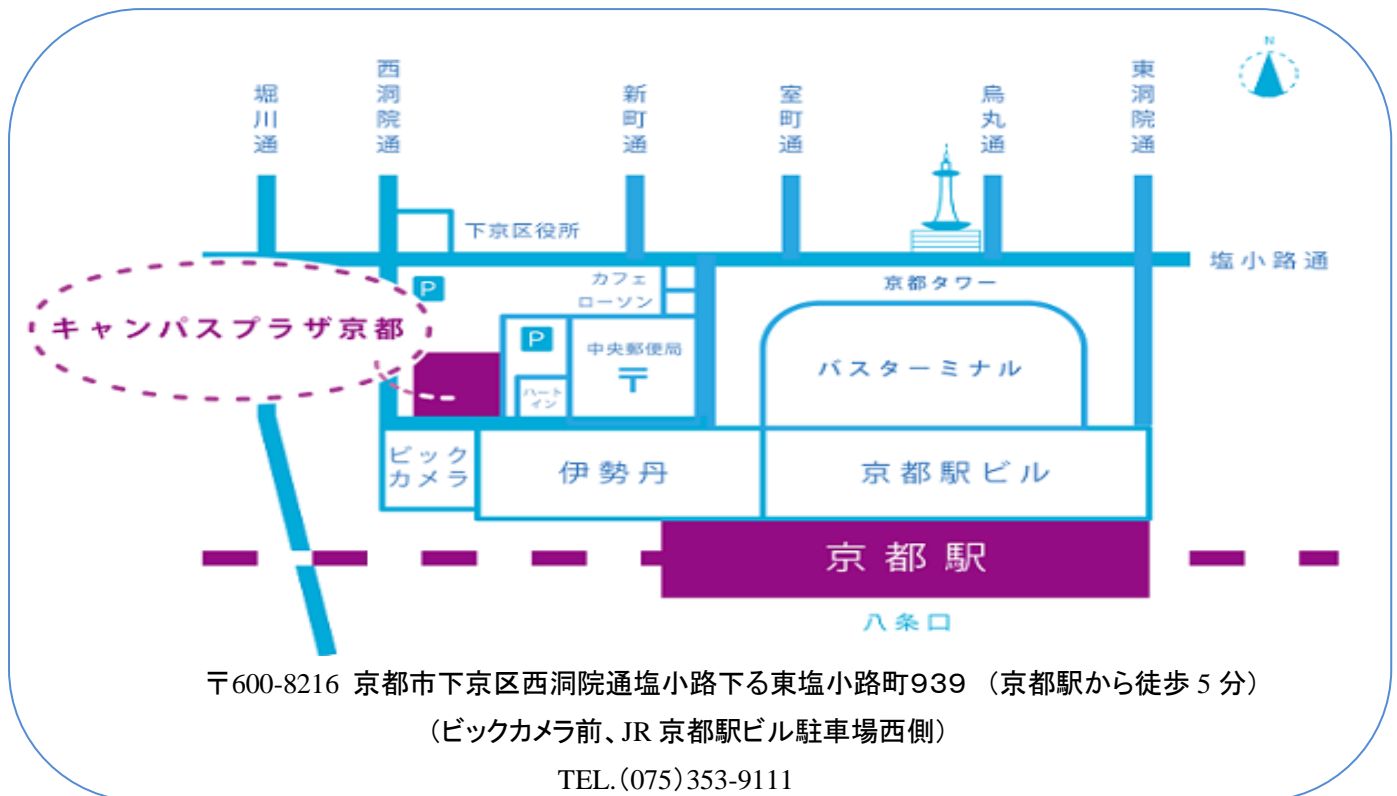 N
堀川通
西洞院通
新町通
室町通
烏丸通
東洞院通
下京区役所
塩小路通
カフェ
ローソン
京都タワー
P
キャンパスプラザ京都
P
中央郵便局
〒
バスターミナル
ハート
イン
ビック
カメラ
伊勢丹
京都駅ビル
京都駅
八条口
〒600-8216 京都市下京区西洞院通塩小路下る東塩小路町939 (京都駅から徒歩 5 分)
(ビックカメラ前、JR 京都駅ビル駐車場西側)
TEL.(075)353-9111